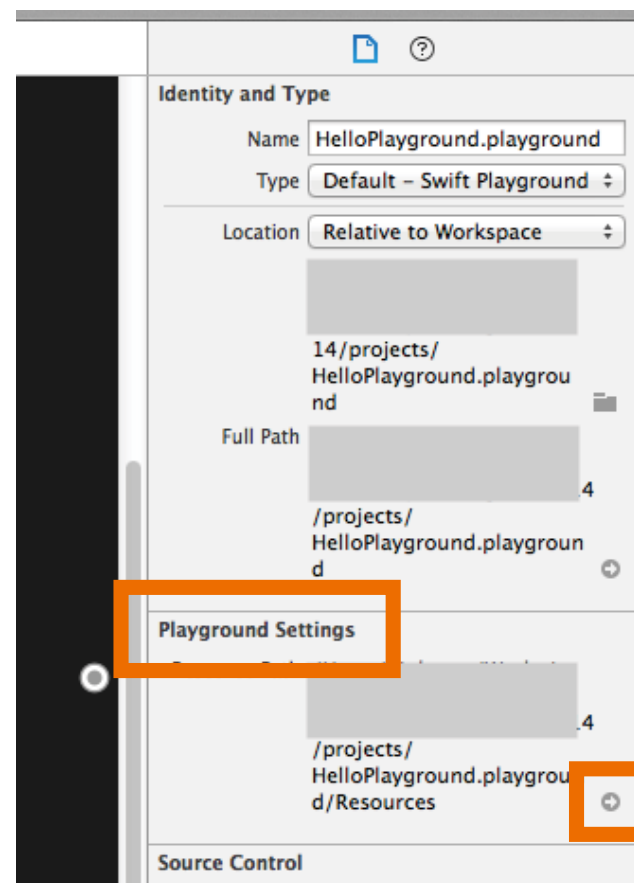 Identity and Type
Name HelloPlayground.playground
Type Default – Swift Playground
Location Relative to Workspace
14/projects/
HelloPlayground.playgrou
nd
Full Path
4
/projects/
HelloPlayground.playgroun
d
Playground Settings
4
/projects/
HelloPlayground.playgrou
d/Resources
Source Control